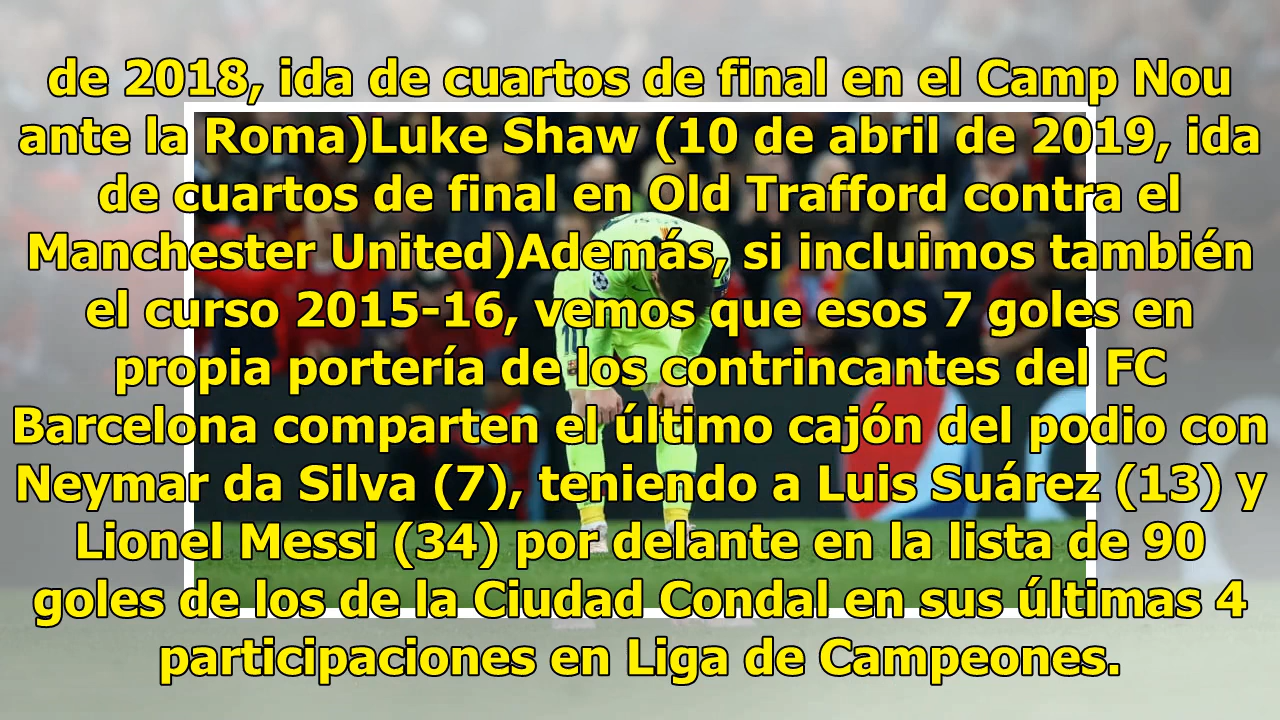 de 2018, ida de cuartos de final en el Camp Nou
ante la Roma)Luke Shaw (10 de abril de 2019, ida
de cuartos de final en Old Trafford contra el
Manchester United)Además, si incluimos también
el curso 2015-16, vemos que esos 7 goles en
propia portería de los contrincantes del FC
Barcelona comparten el último cajón del podio con
Neymar da Silva (7), teniendo a Luis Suárez (13) y
Lionel Messi (34) por delante en la lista de 90
goles de los de la Ciudad Condal en sus últimas 4
participaciones en Liga de Campeones.